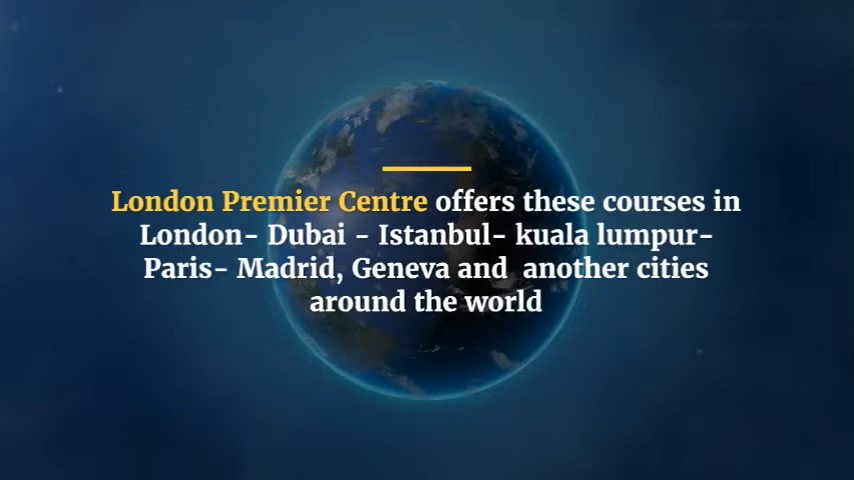 London Premier Centre offers these courses in
London- Dubai - Istanbul- kuala lumpur-
Paris- Madrid, Geneva and  another cities
around the world